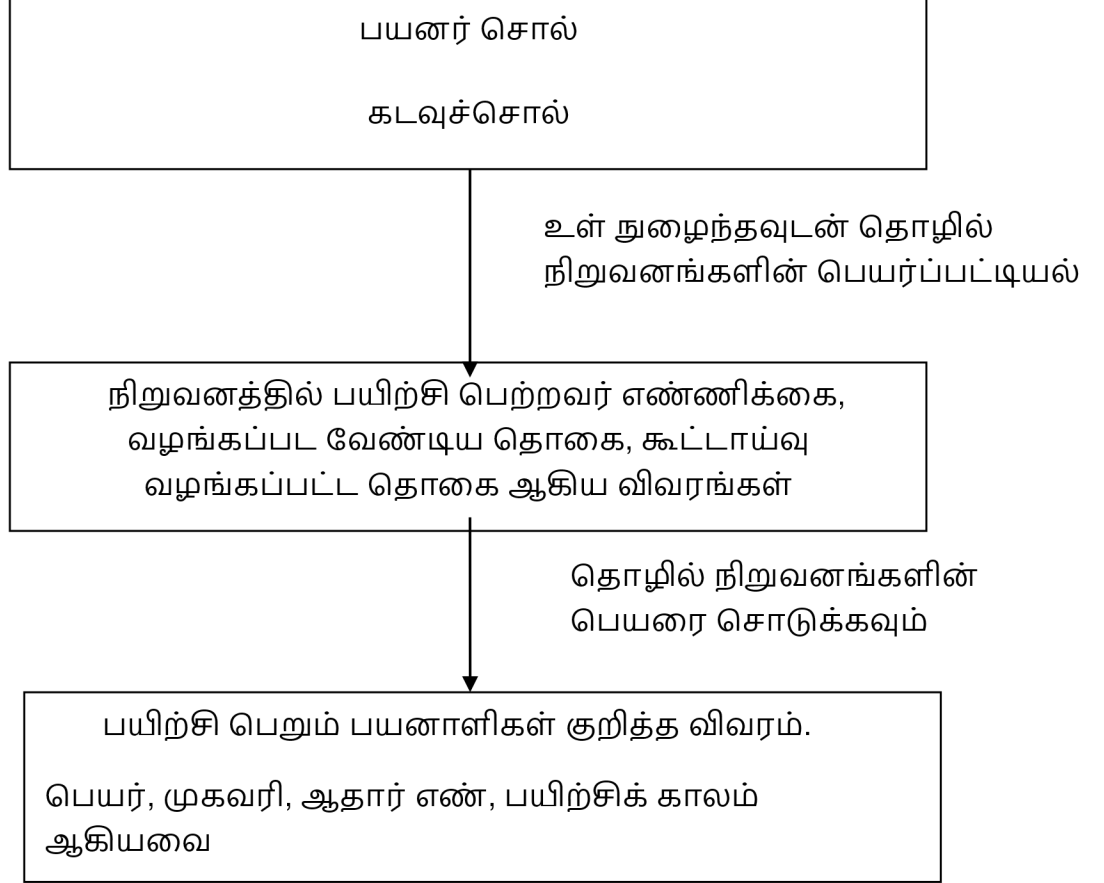 பயனர் சொல்
கடவுச்சொல்
உள் நுழைந்தவுடன் தொழில்
நிறுவனங்களின் பெயர்ப்பட்டியல்
நிறுவனத்தில் பயிற்சி பெற்றவர் எண்ணிக்கை,
வழங்கப்பட வேண்டிய தொகை, கூட்டாய்வு
வழங்கப்பட்ட தொகை ஆகிய விவரங்கள்
தொழில் நிறுவனங்களின்
பெயரை சொடுக்கவும்
பயிற்சி பெறும் பயனாளிகள் குறித்த விவரம்.
பெயர், முகவரி, ஆதார் எண், பயிற்சிக் காலம்
ஆகியவை